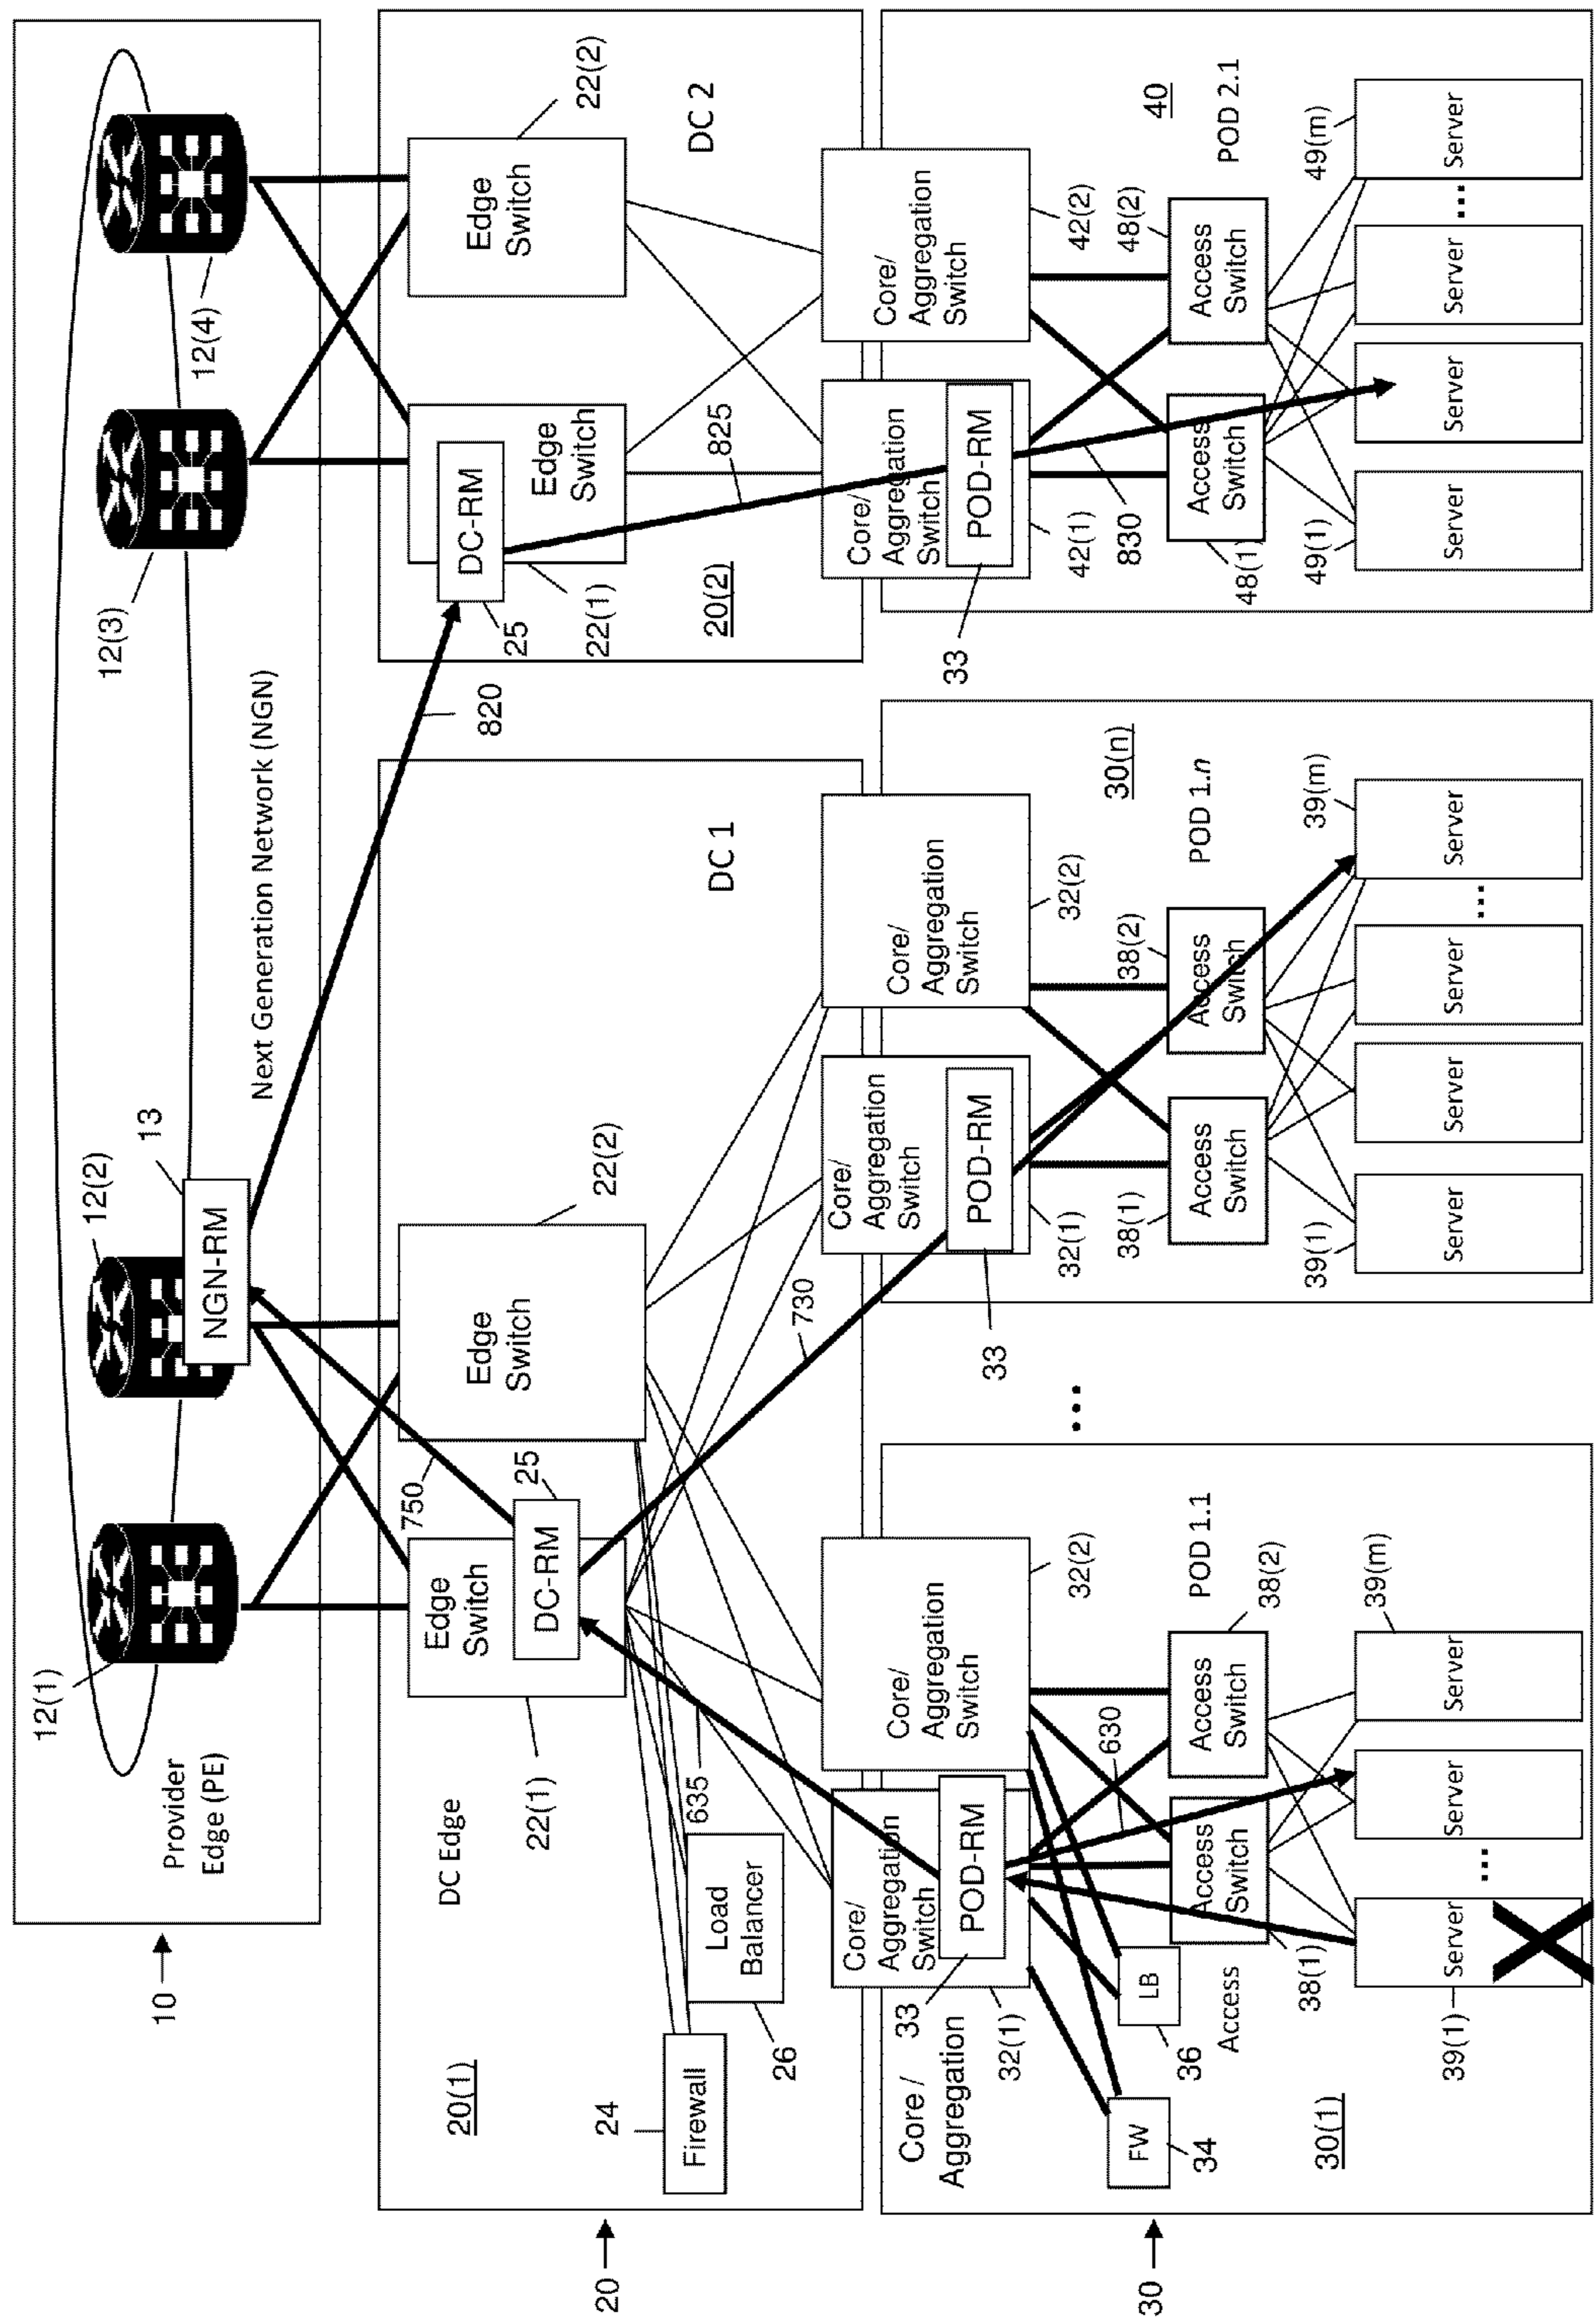 12(1)
12(2)
13
12(3)
12(4)
NGN-RM
Provider
Edge (PE)
10
Next Generation Network (NGN)
DC Edge
20(1)
20
22(1)
Edge
Switch
DC-RM
25
750
Edge
Switch
22(2)
DC 1
24
Firewall
Load
Balancer
26
635
730
820
DC-RM
25
22(1)
Edge
Switch
Edge
Switch
22(2)
20(2)
825
DC 2
Core /
Aggregation
30
30(1)
Core/
Aggregation
Switch
POD-RM
33
32(1)
Core/
Aggregation
Switch
32(2)
POD 1.1
FW
34
LB
36
Access
630
Access
Switch
38(1)
Access
Switch
38(2)
39(1)
Server
...
Server
Server
39(m)
...
Core/
Aggregation
Switch
POD-RM
33
32(1)
Core/
Aggregation
Switch
32(2)
30(n)
POD 1.n
38(1)
Access
Switch
38(2)
Access
Switch
39(1)
Server
Server
Server
...
Server
39(m)
Core/
Aggregation
Switch
POD-RM
33
42(1)
Core/
Aggregation
Switch
42(2)
40
POD 2.1
830
48(1)
Access
Switch
48(2)
Access
Switch
49(1)
Server
Server
Server
...
Server
49(m)